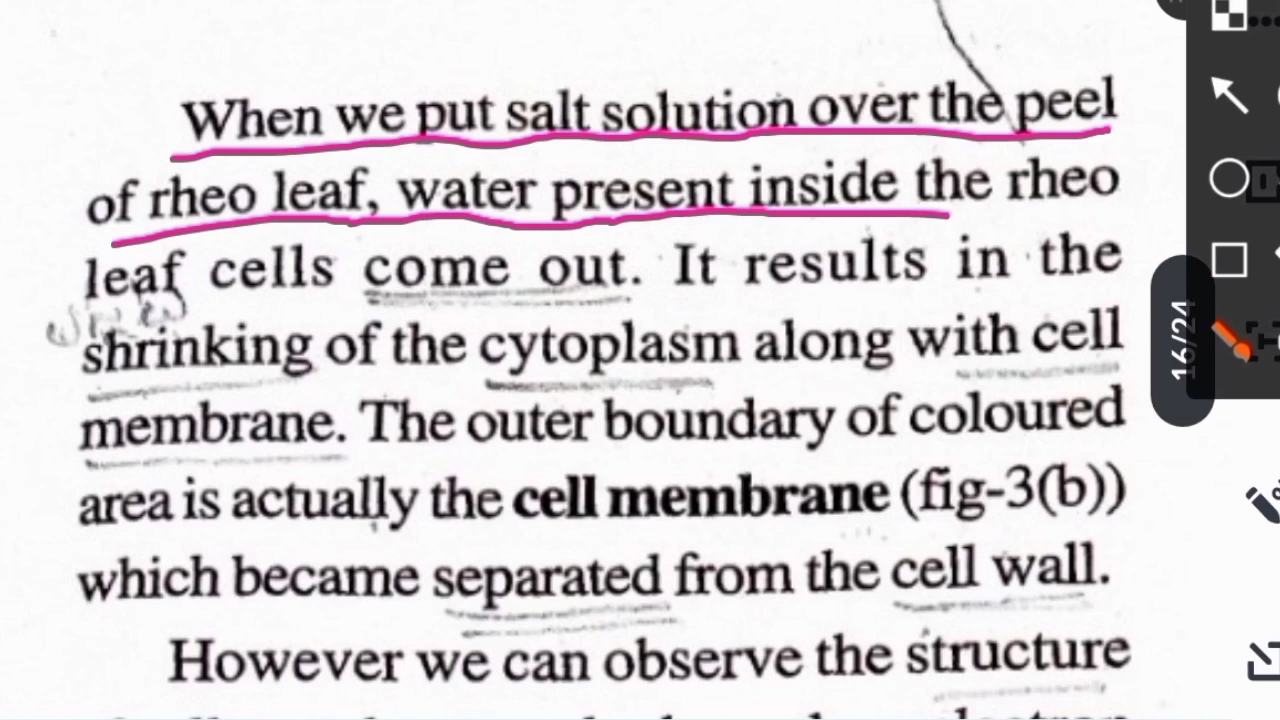 When we put salt solution over the peel
of rheo leaf, water present inside the rheo
leaf cells come out. It results in the
shrinking of the cytoplasm along with cell
membrane. The outer boundary of coloured
area is actually the cell membrane (fig-3(b))
which became separated from the cell wall.
However we can observe the structure
16/24